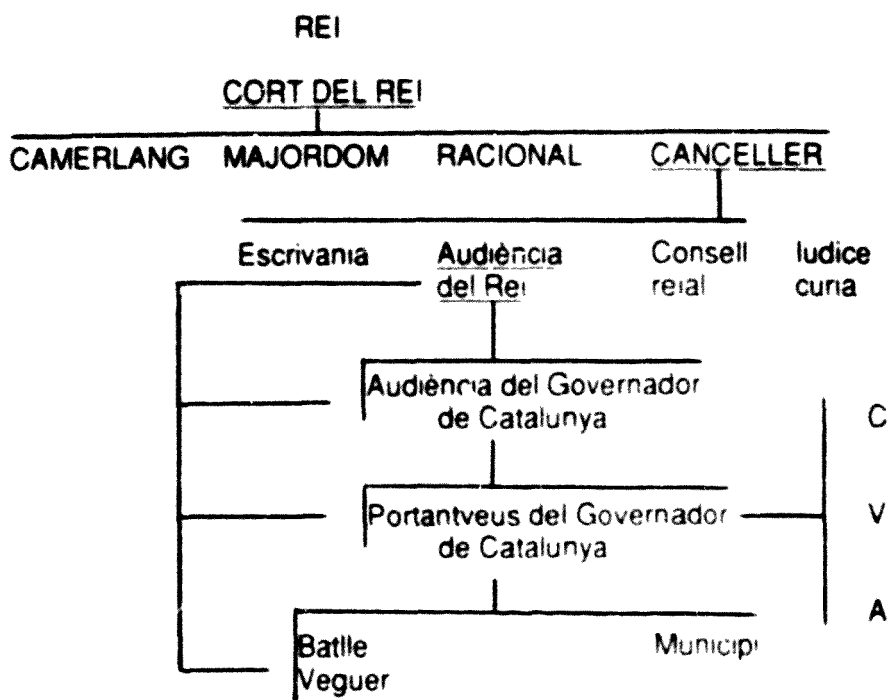 REI
CORT DEL REI
CAMERLANG MAJORDOM RACIONAL CANCELLER
Escrivania Audiència Consell Iudice
del Rei reial curia
Audiència del Governador
de Catalunya
C
Portantveus del Governador V
de Catalunya
A
Batlle Municipi
Veguer